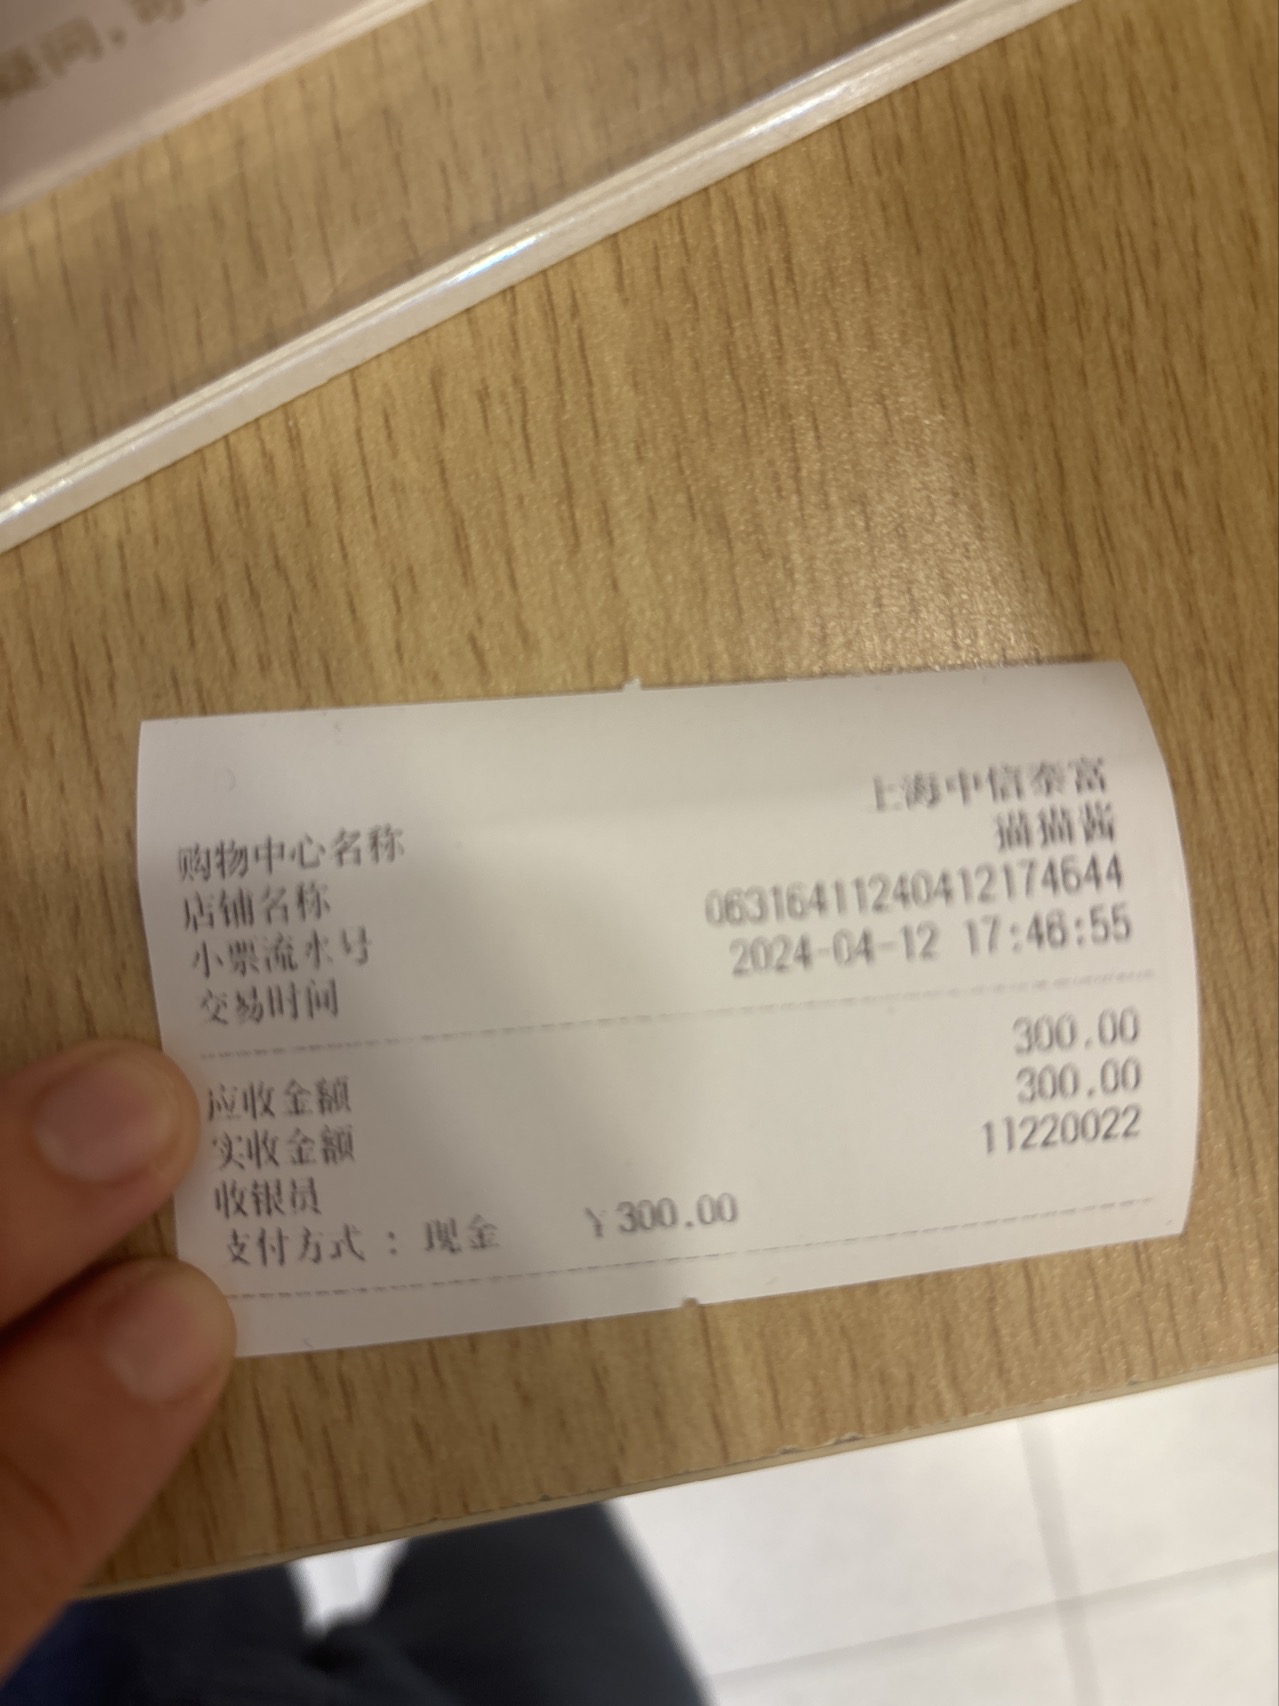 顾问,
购物中心名称 上海中信泰富
店铺名称 猫猫酱
小票流水号 06316411240412174644
交易时间 2024-04-12 17:46:55
应收金额 300.00
实收金额 300.00
收银员 11220022
支付方式 : 现金 ¥300.00